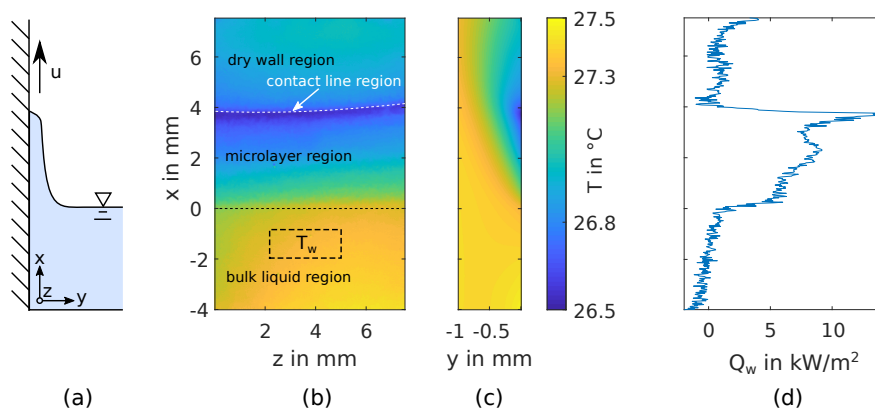 u
x
z
y
(a)
x in mm
6
4
2
0
-2
-4
dry wall region
contact line region
microlayer region
T_w
bulk liquid region
2 4 6
z in mm
(b)
-1 -0.5
y in mm
(c)
27.5
27.3
27.0
26.8
26.5
T in °C
0 5 10
Q_w in kW/m²
(d)